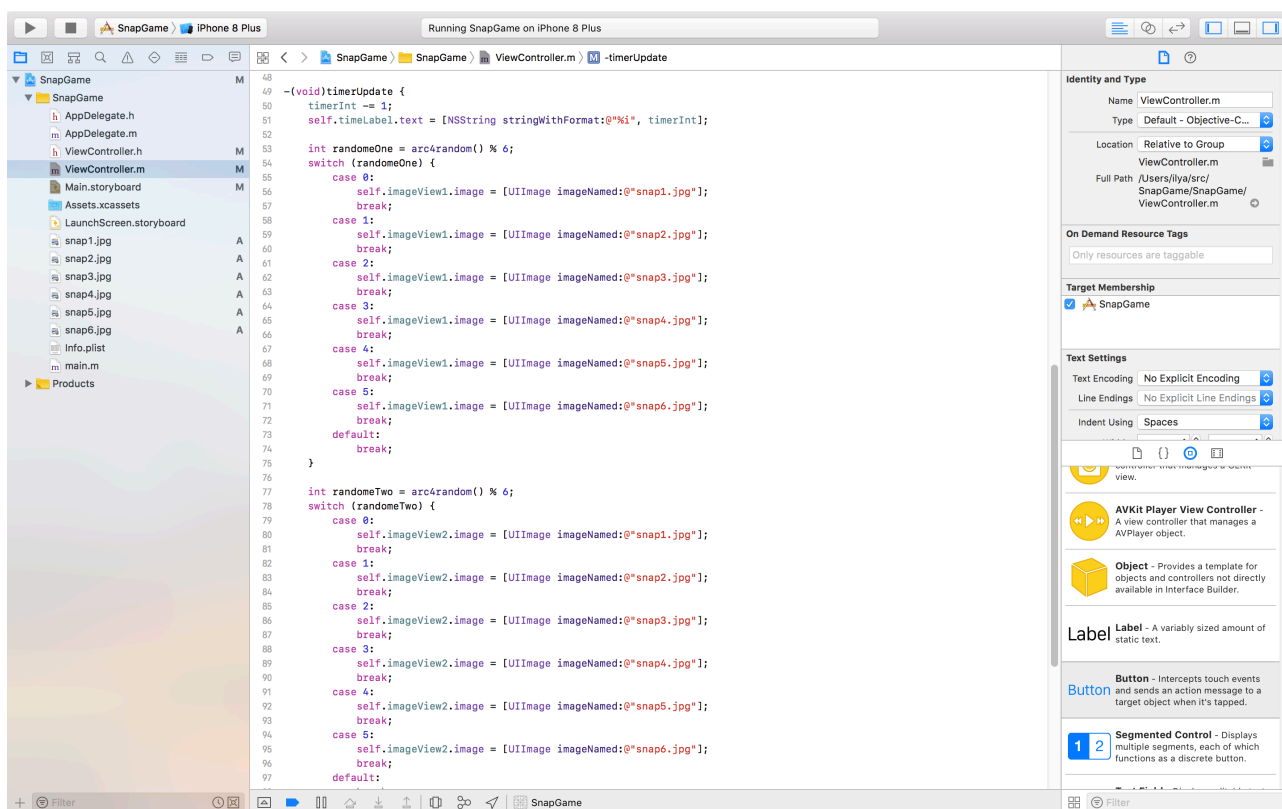 SnapGame 〉 iPhone 8 Plus
Running SnapGame on iPhone 8 Plus
SnapGame 〉 SnapGame 〉 ViewController.m 〉 M -timerUpdate
SnapGame M
SnapGame
AppDelegate.h
AppDelegate.m
ViewController.h M
ViewController.m M
Main.storyboard M
Assets.xcassets
LaunchScreen.storyboard
snap1.jpg A
snap2.jpg A
snap3.jpg A
snap4.jpg A
snap5.jpg A
snap6.jpg A
Info.plist
main.m
Products
Filter
48
49 -(void)timerUpdate {
50 timerInt -= 1;
51 self.timeLabel.text = [NSString stringWithFormat:@"%i", timerInt];
52
53 int randomeOne = arc4random() % 6;
54 switch (randomeOne) {
55 case 0:
56 self.imageView1.image = [UIImage imageNamed:@"snap1.jpg"];
57 break;
58 case 1:
59 self.imageView1.image = [UIImage imageNamed:@"snap2.jpg"];
60 break;
61 case 2:
62 self.imageView1.image = [UIImage imageNamed:@"snap3.jpg"];
63 break;
64 case 3:
65 self.imageView1.image = [UIImage imageNamed:@"snap4.jpg"];
66 break;
67 case 4:
68 self.imageView1.image = [UIImage imageNamed:@"snap5.jpg"];
69 break;
70 case 5:
71 self.imageView1.image = [UIImage imageNamed:@"snap6.jpg"];
72 break;
73 default:
74 break;
75 }
76
77 int randomeTwo = arc4random() % 6;
78 switch (randomeTwo) {
79 case 0:
80 self.imageView2.image = [UIImage imageNamed:@"snap1.jpg"];
81 break;
82 case 1:
83 self.imageView2.image = [UIImage imageNamed:@"snap2.jpg"];
84 break;
85 case 2:
86 self.imageView2.image = [UIImage imageNamed:@"snap3.jpg"];
87 break;
88 case 3:
89 self.imageView2.image = [UIImage imageNamed:@"snap4.jpg"];
90 break;
91 case 4:
92 self.imageView2.image = [UIImage imageNamed:@"snap5.jpg"];
93 break;
94 case 5:
95 self.imageView2.image = [UIImage imageNamed:@"snap6.jpg"];
96 break;
97 default:
SnapGame
Identity and Type
Name ViewController.m
Type Default - Objective-C...
Location Relative to Group
ViewController.m
Full Path /Users/ilya/src/
SnapGame/SnapGame/
ViewController.m
On Demand Resource Tags
Only resources are taggable
Target Membership
SnapGame
Text Settings
Text Encoding No Explicit Encoding
Line Endings No Explicit Line Endings
Indent Using Spaces
view.
AVKit Player View Controller -
A view controller that manages a
AVPlayer object.
Object - Provides a template for
objects and controllers not directly
available in Interface Builder.
Label Label - A variably sized amount of
static text.
Button Button - Intercepts touch events
and sends an action message to a
target object when it's tapped.
1 2 Segmented Control - Displays
multiple segments, each of which
functions as a discrete button.
Filter